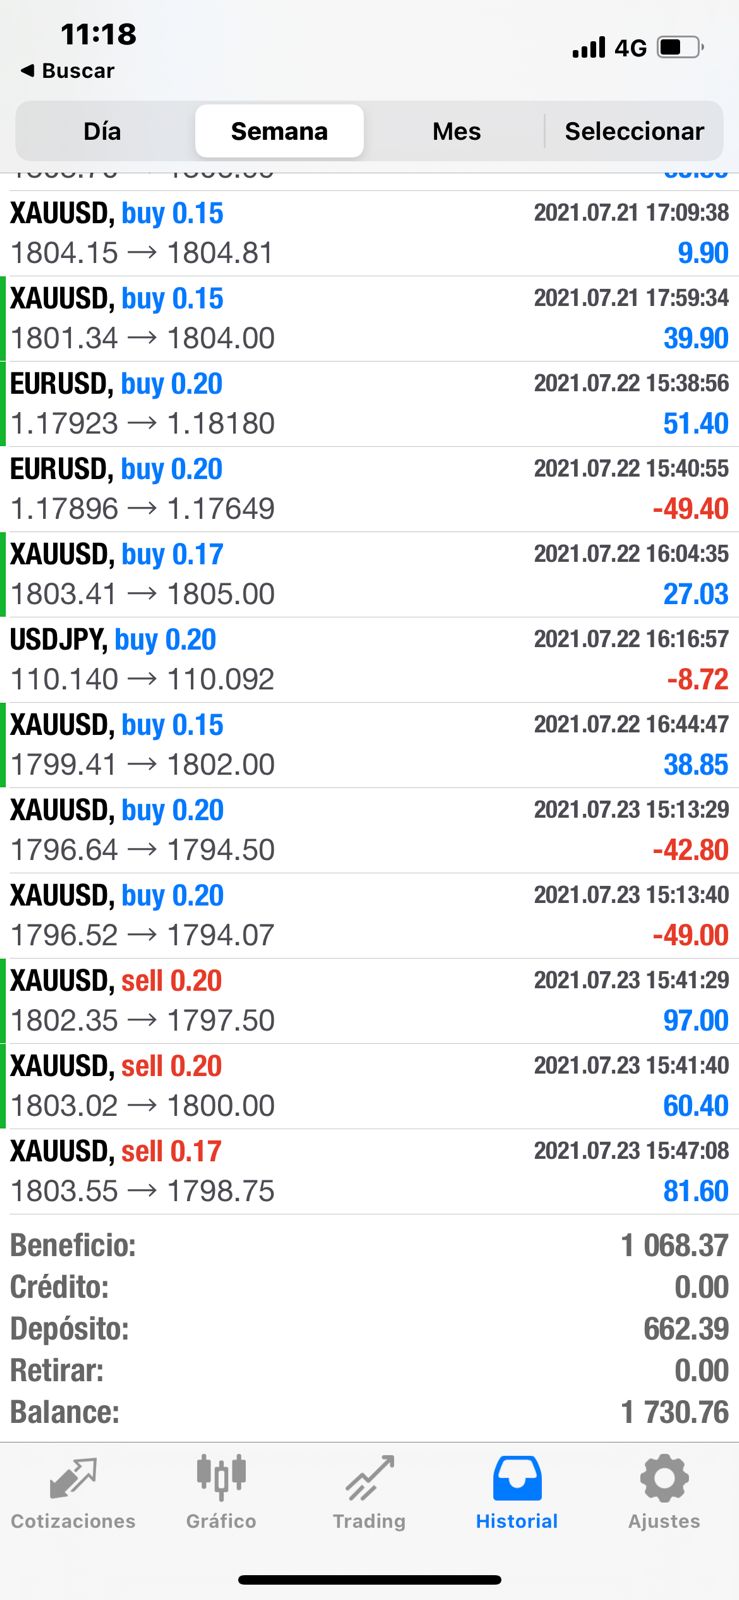 11:18
4G
◀ Buscar
Día Semana Mes Seleccionar
XAUUSD, buy 0.15 2021.07.21 17:09:38
1804.15 → 1804.81 9.90
XAUUSD, buy 0.15 2021.07.21 17:59:34
1801.34 → 1804.00 39.90
EURUSD, buy 0.20 2021.07.22 15:38:56
1.17923 → 1.18180 51.40
EURUSD, buy 0.20 2021.07.22 15:40:55
1.17896 → 1.17649 -49.40
XAUUSD, buy 0.17 2021.07.22 16:04:35
1803.41 → 1805.00 27.03
USDJPY, buy 0.20 2021.07.22 16:16:57
110.140 → 110.092 -8.72
XAUUSD, buy 0.15 2021.07.22 16:44:47
1799.41 → 1802.00 38.85
XAUUSD, buy 0.20 2021.07.23 15:13:29
1796.64 → 1794.50 -42.80
XAUUSD, buy 0.20 2021.07.23 15:13:40
1796.52 → 1794.07 -49.00
XAUUSD, sell 0.20 2021.07.23 15:41:29
1802.35 → 1797.50 97.00
XAUUSD, sell 0.20 2021.07.23 15:41:40
1803.02 → 1800.00 60.40
XAUUSD, sell 0.17 2021.07.23 15:47:08
1803.55 → 1798.75 81.60
Beneficio: 1 068.37
Crédito: 0.00
Depósito: 662.39
Retirar: 0.00
Balance: 1 730.76
Cotizaciones Gráfico Trading Historial Ajustes